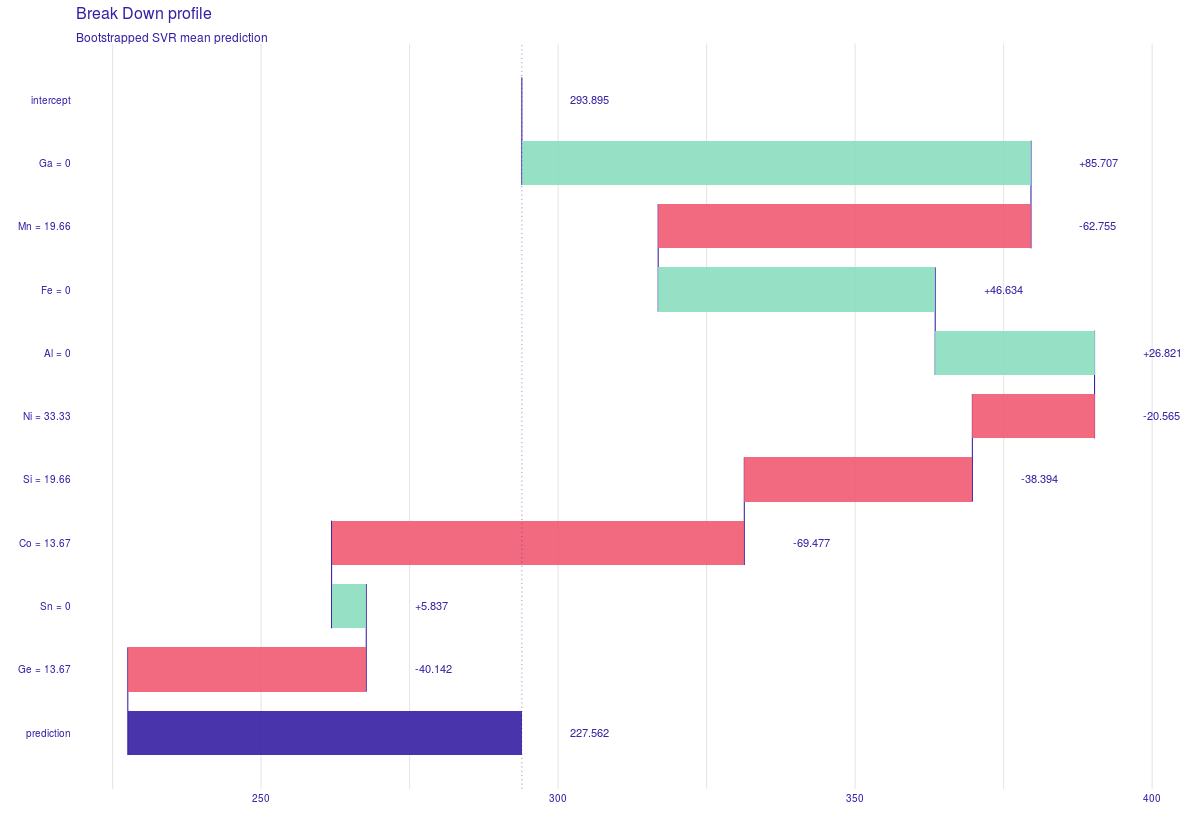 Break Down profile
Bootstrapped SVR mean prediction
intercept 293.895
Ga = 0 +85.707
Mn = 19.66 -62.755
Fe = 0 +46.634
Al = 0 +26.821
Ni = 33.33 -20.565
Si = 19.66 -38.394
Co = 13.67 -69.477
Sn = 0 +5.837
Ge = 13.67 -40.142
prediction 227.562
250 300 350 400